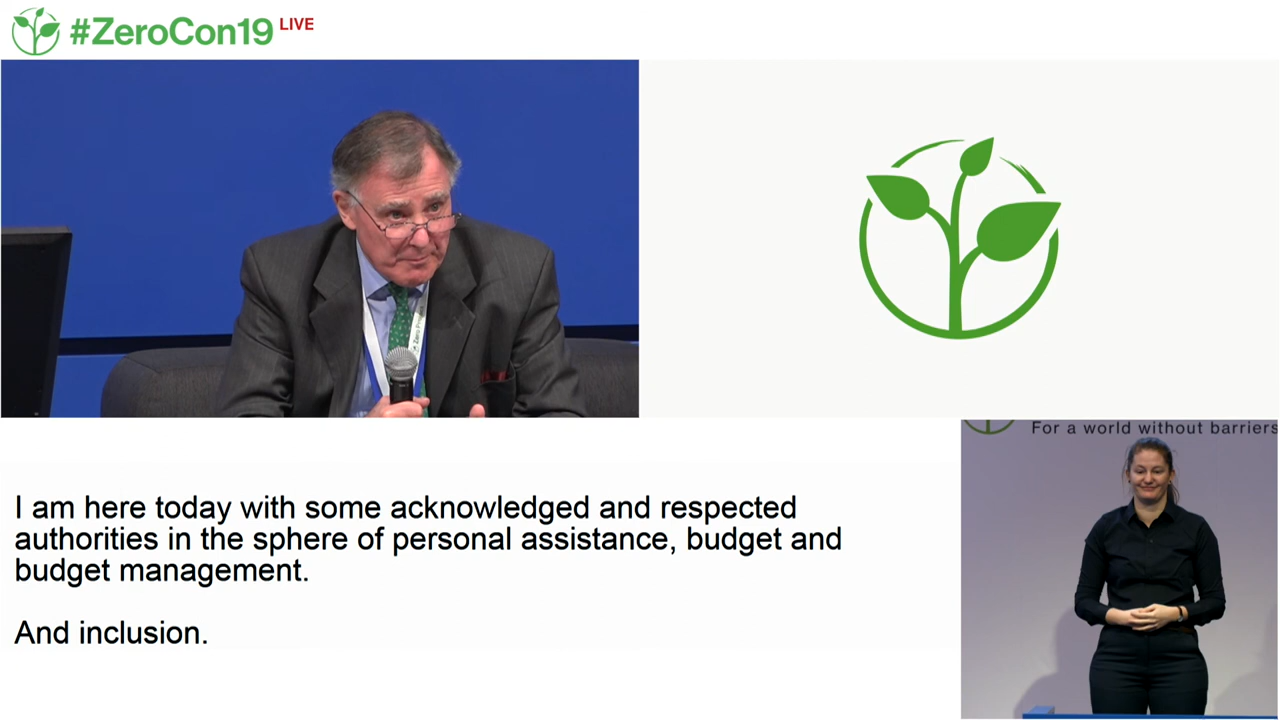 #ZeroCon19 LIVE
For a world without barriers
I am here today with some acknowledged and respected
authorities in the sphere of personal assistance, budget and
budget management.
And inclusion.